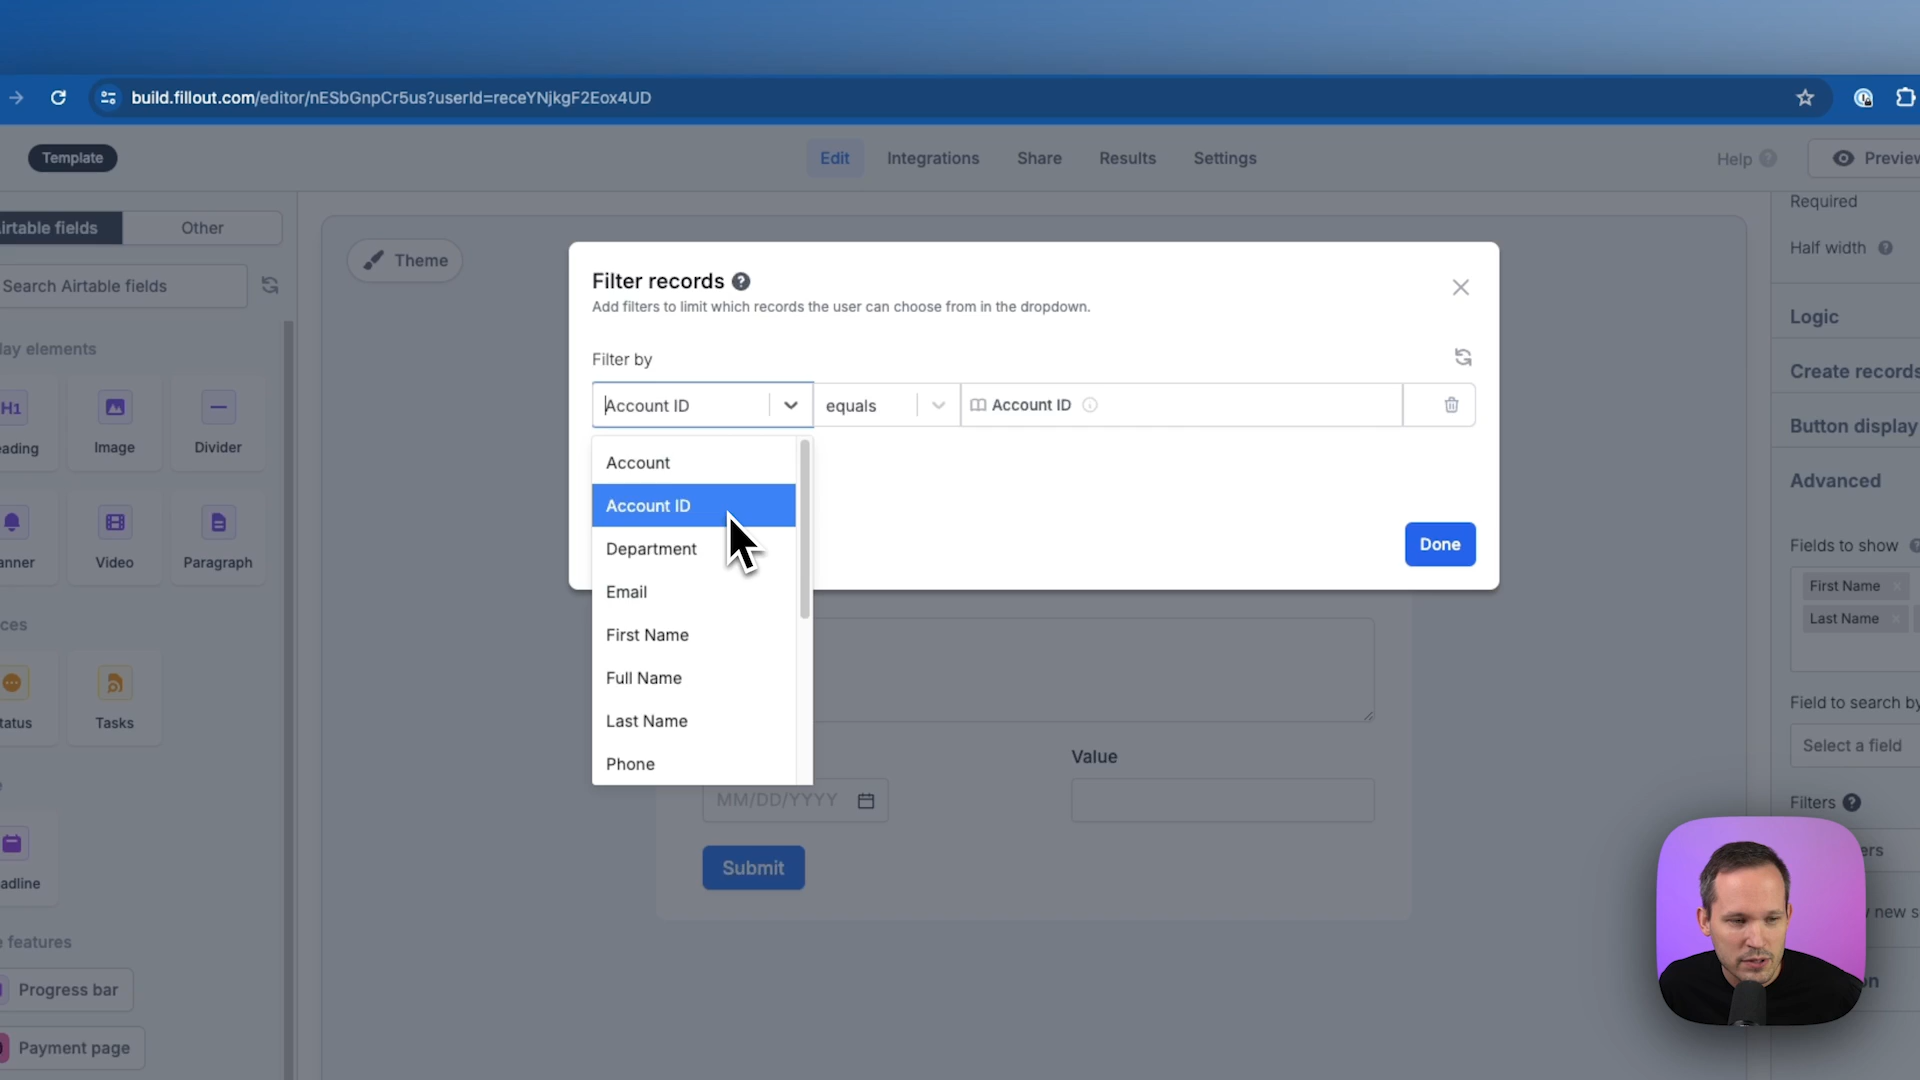 build.fillout.com/editor/nESbGnpCr5us?userId=receYNjkgF2Eox4UD
Template
Edit
Integrations
Share
Results
Settings
Help
Preview
Airtable fields
Other
Search Airtable fields
Theme
Filter records
Add filters to limit which records the user can choose from in the dropdown.
Filter by
Account ID
equals
Account ID
Account
Account ID
Department
Email
First Name
Full Name
Last Name
Phone
Done
lay elements
H1
eading
Image
Divider
anner
Video
Paragraph
ces
tatus
Tasks
adline
e features
Progress bar
Payment page
MM/DD/YYYY
Value
Submit
Required
Half width
Logic
Create records
Button display
Advanced
Fields to show
First Name
Last Name
Field to search by
Select a field
Filters
ers
new s
on